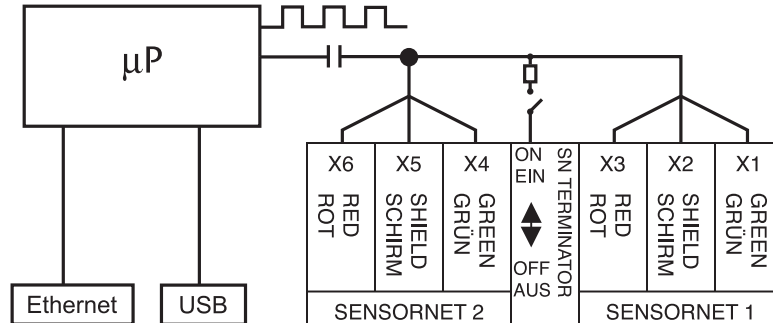 µP
X6
RED
ROT
X5
SHIELD
SCHIRM
X4
GREEN
GRÜN
ON
EIN
OFF
AUS
SN TERMINATOR
X3
RED
ROT
X2
SHIELD
SCHIRM
X1
GREEN
GRÜN
Ethernet
USB
SENSORNET 2
SENSORNET 1